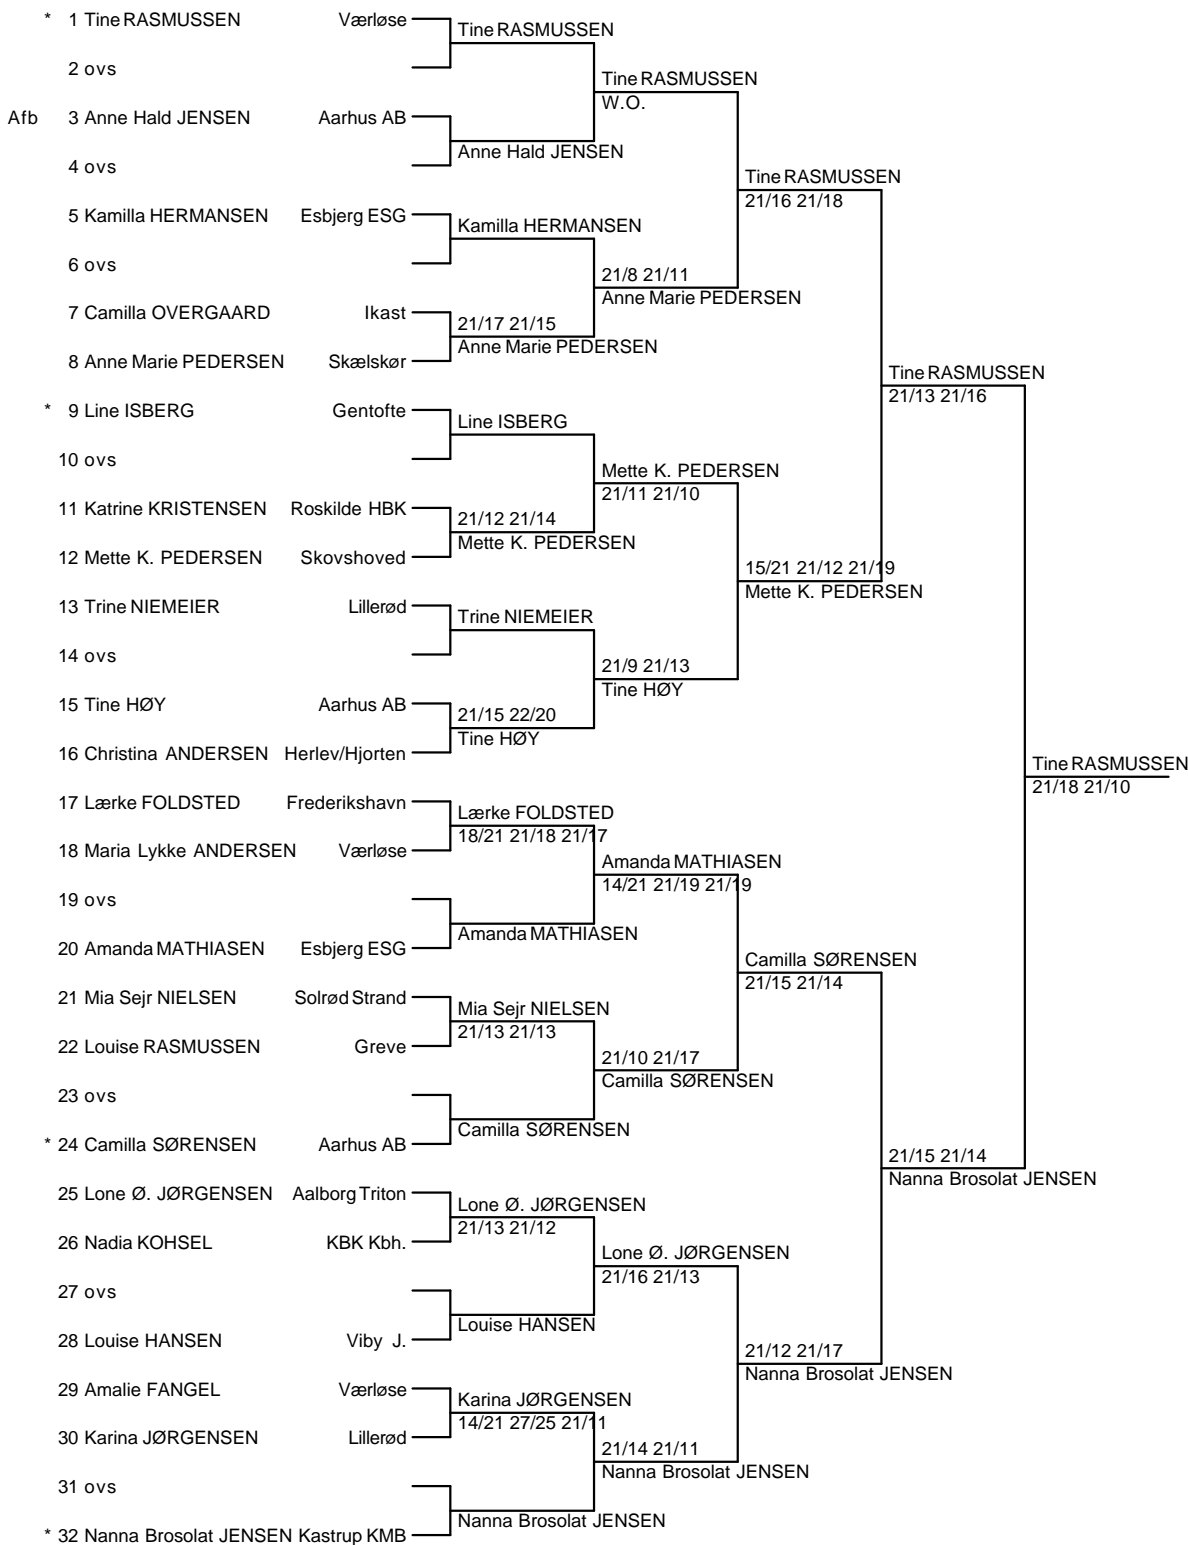 * 1 Tine RASMUSSEN Værløse
Tine RASMUSSEN
2 ovs
Tine RASMUSSEN
W.O.
Afb 3 Anne Hald JENSEN Aarhus AB
Anne Hald JENSEN
4 ovs
Tine RASMUSSEN
21/16 21/18
5 Kamilla HERMANSEN Esbjerg ESG
Kamilla HERMANSEN
6 ovs
21/8 21/11
Anne Marie PEDERSEN
7 Camilla OVERGAARD Ikast
21/17 21/15
Anne Marie PEDERSEN
8 Anne Marie PEDERSEN Skælskør
Tine RASMUSSEN
21/13 21/16
* 9 Line ISBERG Gentofte
Line ISBERG
10 ovs
Mette K. PEDERSEN
21/11 21/10
11 Katrine KRISTENSEN Roskilde HBK
21/12 21/14
Mette K. PEDERSEN
12 Mette K. PEDERSEN Skovshoved
15/21 21/12 21/19
Mette K. PEDERSEN
13 Trine NIEMEIER Lillerød
Trine NIEMEIER
14 ovs
21/9 21/13
Tine HØY
15 Tine HØY Aarhus AB
21/15 22/20
Tine HØY
16 Christina ANDERSEN Herlev/Hjorten
Tine RASMUSSEN
21/18 21/10
17 Lærke FOLDSTED Frederikshavn
Lærke FOLDSTED
18/21 21/18 21/17
18 Maria Lykke ANDERSEN Værløse
Amanda MATHIASEN
14/21 21/19 21/19
19 ovs
Amanda MATHIASEN
20 Amanda MATHIASEN Esbjerg ESG
Camilla SØRENSEN
21/15 21/14
21 Mia Sejr NIELSEN Solrød Strand
Mia Sejr NIELSEN
21/13 21/13
22 Louise RASMUSSEN Greve
21/10 21/17
Camilla SØRENSEN
23 ovs
Camilla SØRENSEN
* 24 Camilla SØRENSEN Aarhus AB
21/15 21/14
Nanna Brosolat JENSEN
25 Lone Ø. JØRGENSEN Aalborg Triton
Lone Ø. JØRGENSEN
21/13 21/12
26 Nadia KOHSEL KBK Kbh.
Lone Ø. JØRGENSEN
21/16 21/13
27 ovs
Louise HANSEN
28 Louise HANSEN Viby J.
21/12 21/17
Nanna Brosolat JENSEN
29 Amalie FANGEL Værløse
Karina JØRGENSEN
14/21 27/25 21/11
30 Karina JØRGENSEN Lillerød
21/14 21/11
Nanna Brosolat JENSEN
31 ovs
Nanna Brosolat JENSEN
* 32 Nanna Brosolat JENSEN Kastrup KMB